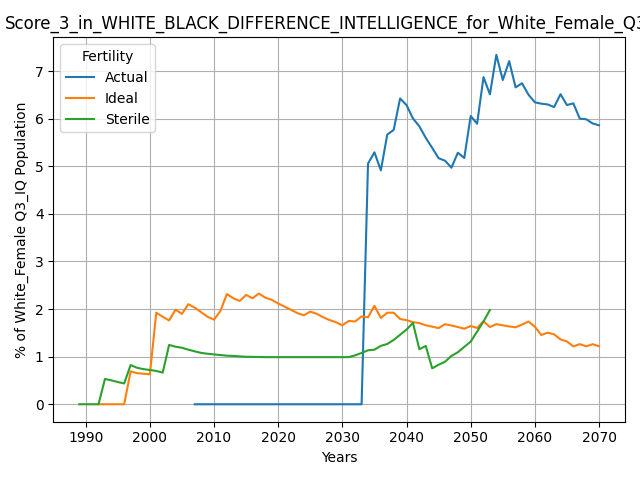 Score_3_in_WHITE_BLACK_DIFFERENCE_INTELLIGENCE_for_White_Female_Q3
Fertility
Actual
Ideal
Sterile
% of White_Female Q3_IQ Population
7
6
5
4
3
2
1
0
1990 2000 2010 2020 2030 2040 2050 2060 2070
Years